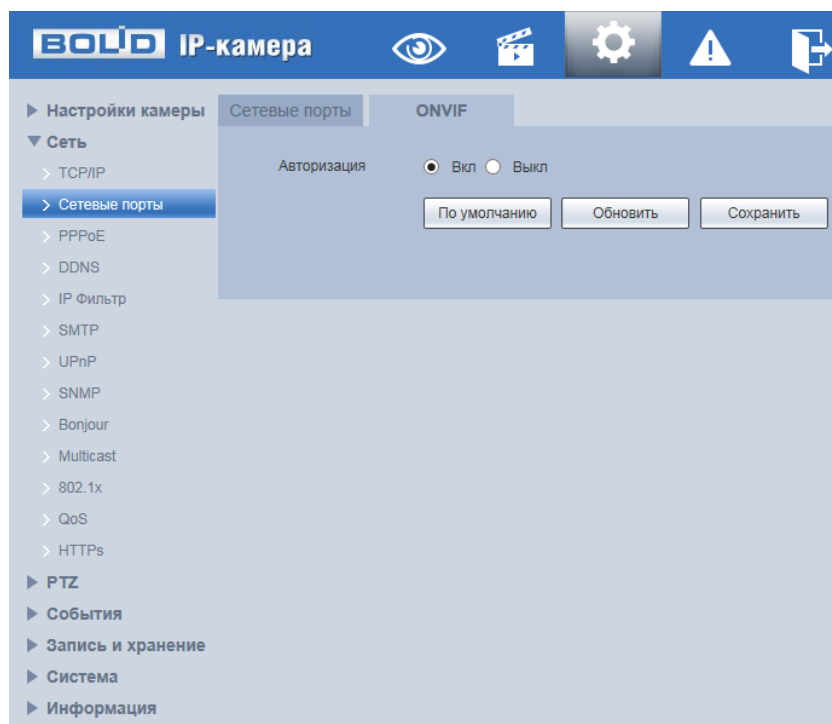 BOLID IP-камера
Настройки камеры
Сеть
TCP/IP
Сетевые порты
PPPoE
DDNS
IP Фильтр
SMTP
UPnP
SNMP
Bonjour
Multicast
802.1x
QoS
HTTPs
PTZ
События
Запись и хранение
Система
Информация
Сетевые порты ONVIF
Авторизация Вкл Выкл
По умолчанию Обновить Сохранить